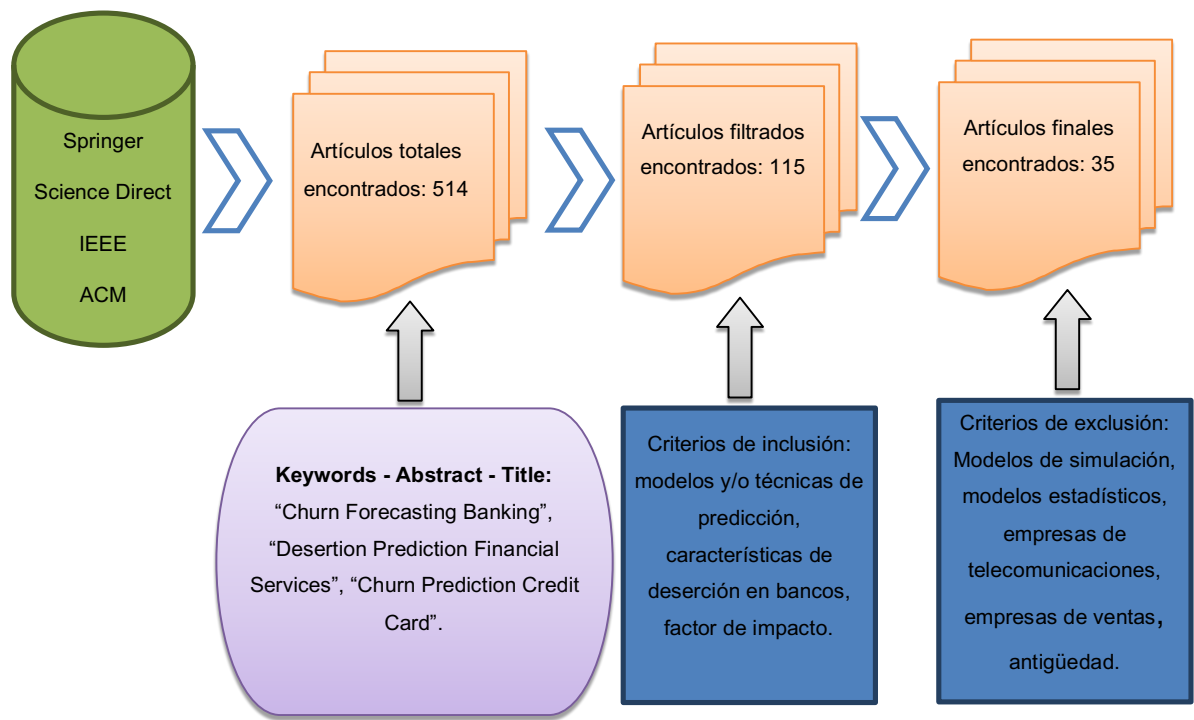 Springer
Science Direct
IEEE
ACM
Artículos totales
encontrados: 514
Artículos filtrados
encontrados: 115
Artículos finales
encontrados: 35
Keywords - Abstract - Title:
“Churn Forecasting Banking”,
“Desertion Prediction Financial
Services”, “Churn Prediction Credit
Card”.
Criterios de inclusión:
modelos y/o técnicas de
predicción,
características de
deserción en bancos,
factor de impacto.
Criterios de exclusión:
Modelos de simulación,
modelos estadísticos,
empresas de
telecomunicaciones,
empresas de ventas,
antigüedad.